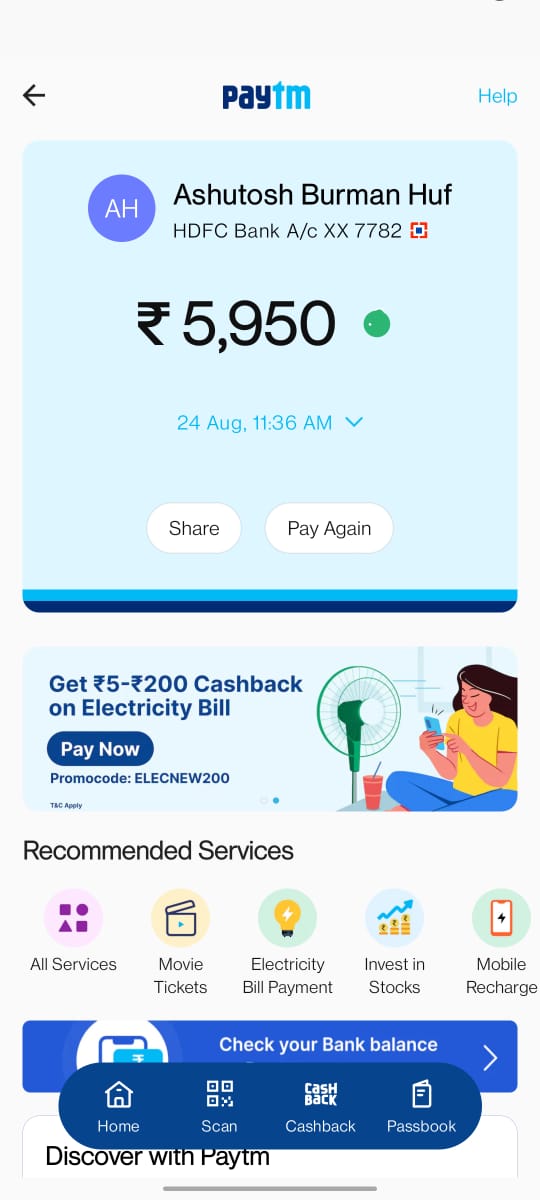 paytm
Help
AH
Ashutosh Burman Huf
HDFC Bank A/c XX 7782
₹ 5,950
24 Aug, 11:36 AM
Share
Pay Again
Get ₹5-₹200 Cashback
on Electricity Bill
Pay Now
Promocode: ELECNEW200
T&C Apply
Recommended Services
All Services
Movie
Tickets
Electricity
Bill Payment
Invest in
Stocks
Mobile
Recharge
Check your Bank balance
Home
Scan
CASH
BACK
Cashback
Passbook
Discover with Paytm